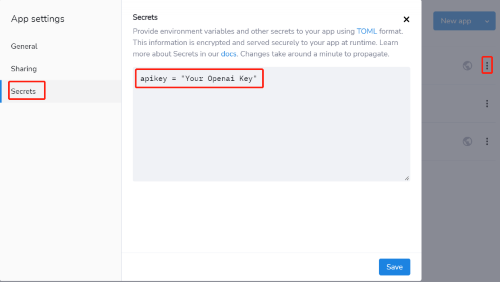 App settings
General
Sharing
Secrets
Secrets
Provide environment variables and other secrets to your app using TOML format.
This information is encrypted and served securely to your app at runtime. Learn
more about Secrets in our docs. Changes take around a minute to propagate.
apikey = "Your Openai Key"
Save
New app